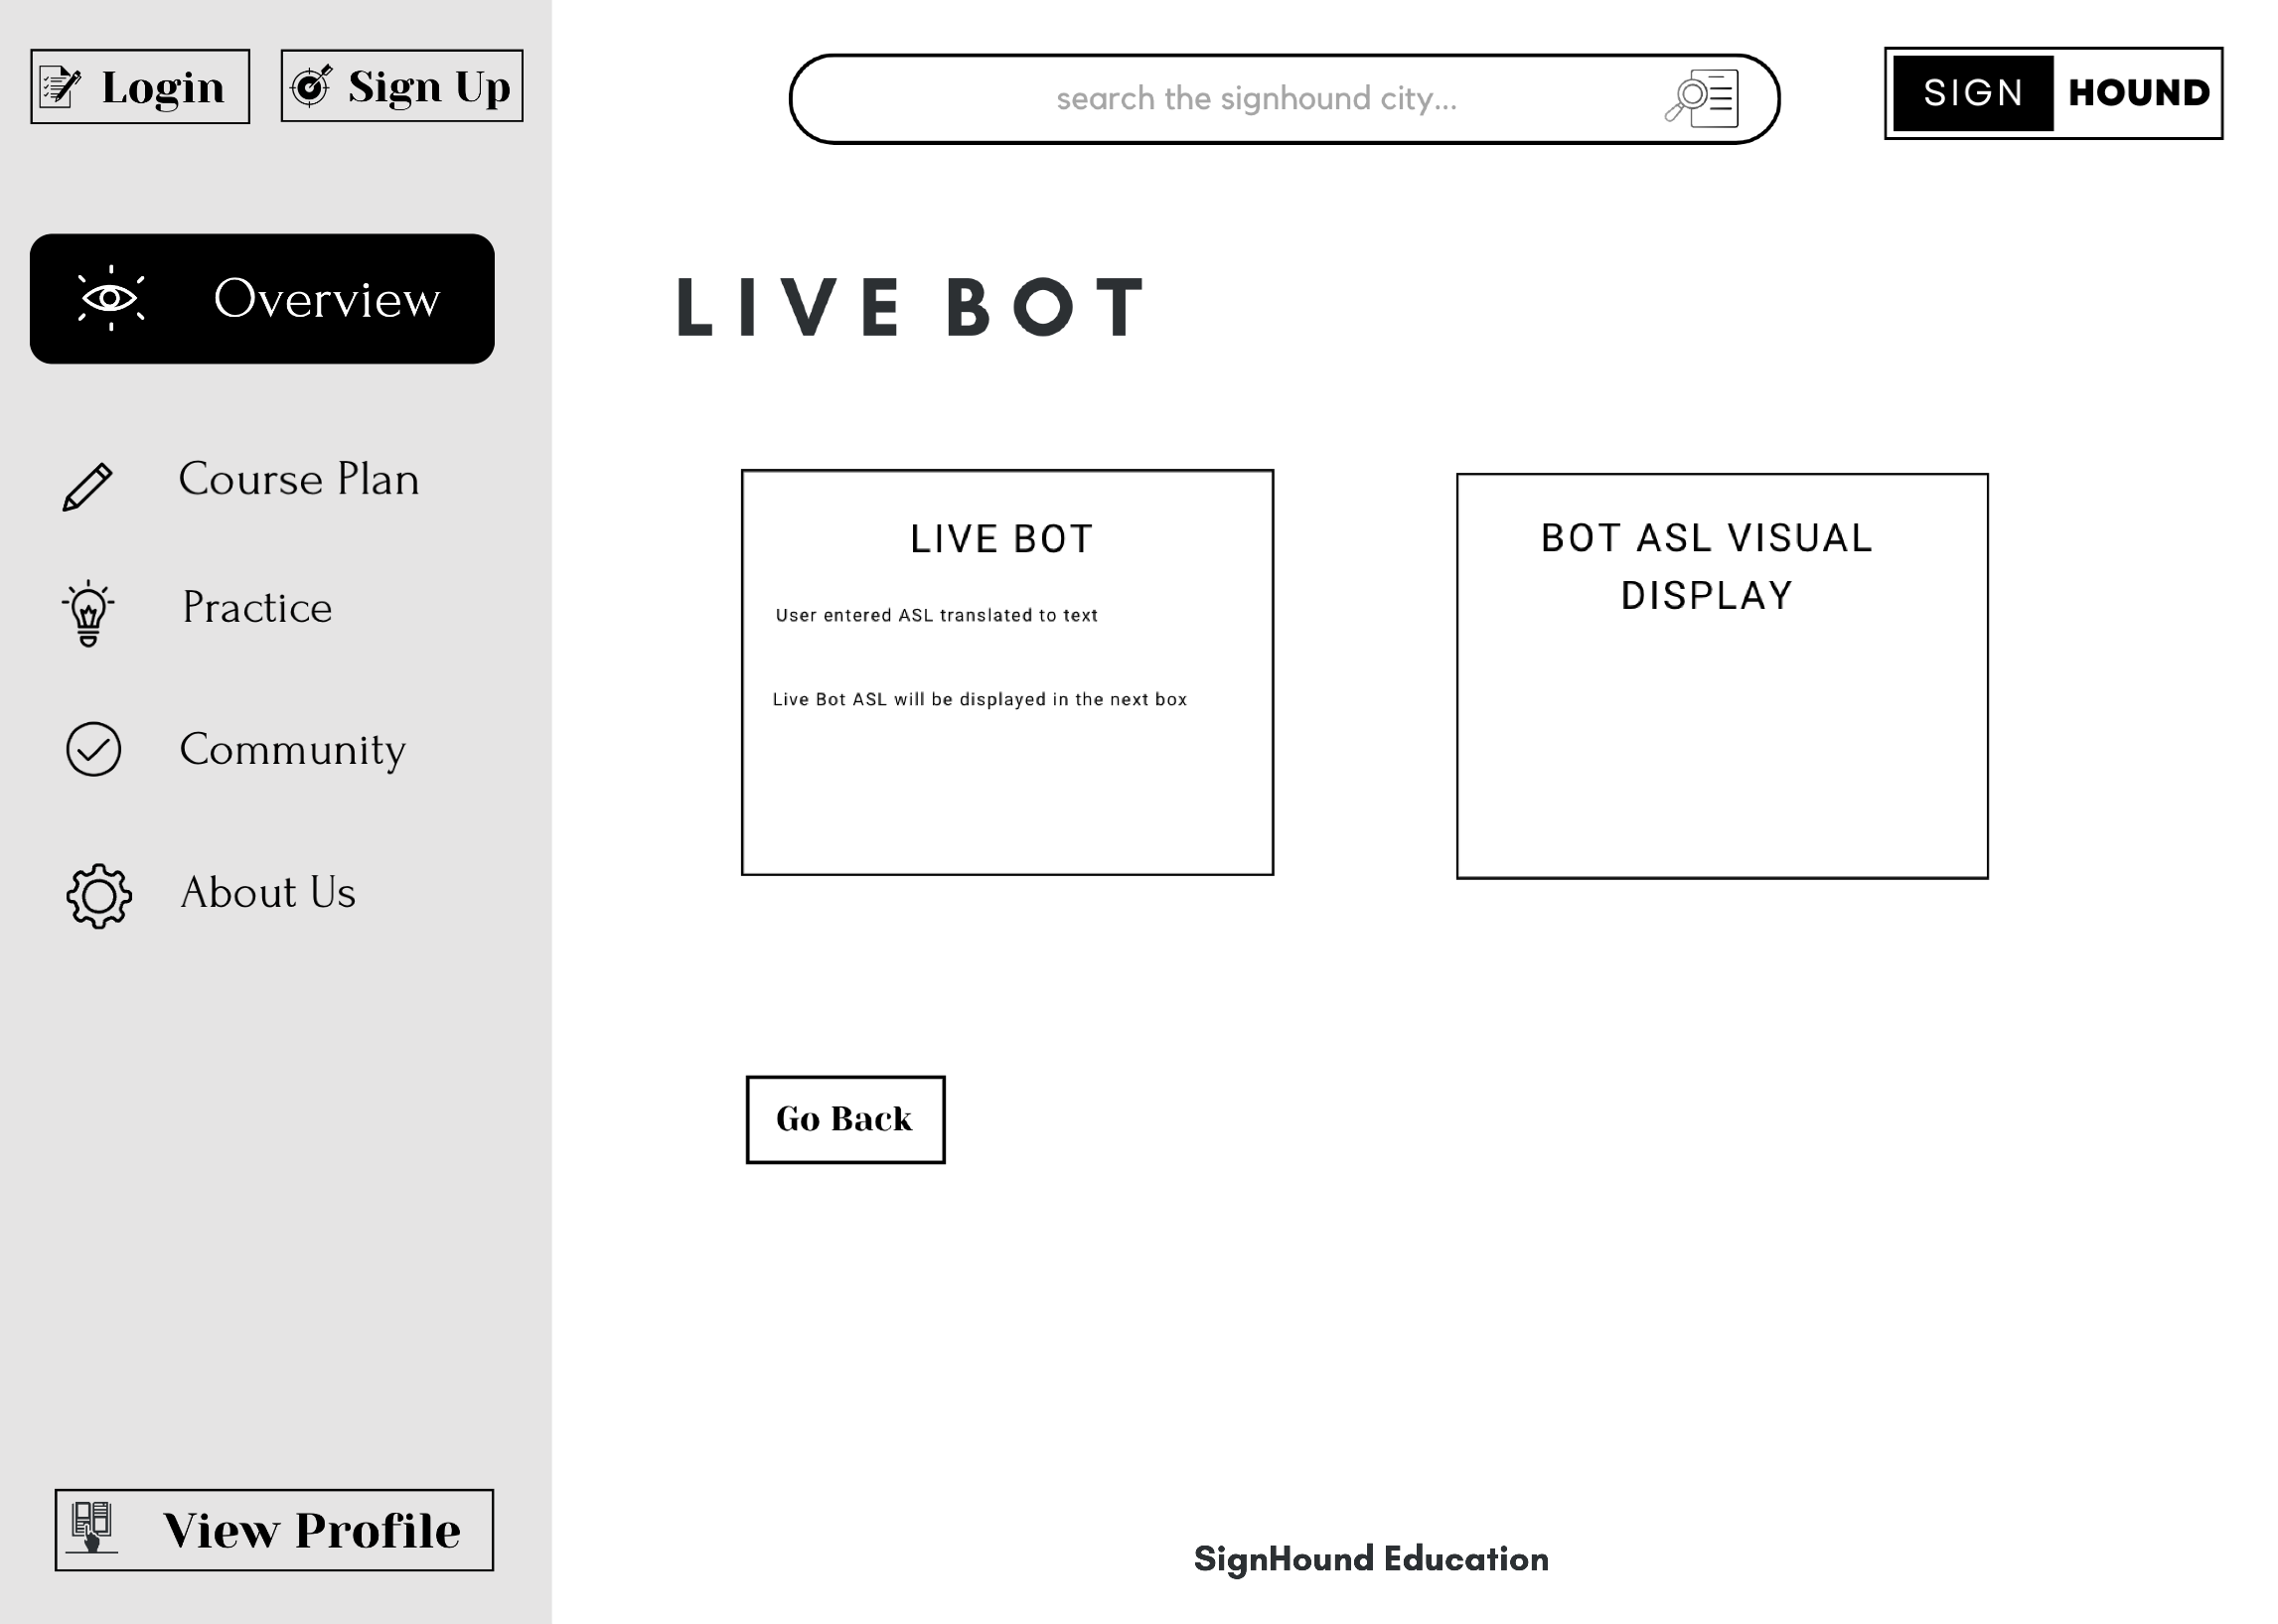 Login
Sign Up
search the signhound city...
SIGN HOUND
Overview
LIVE BOT
Course Plan
Practice
Community
About Us
LIVE BOT
User entered ASL translated to text
Live Bot ASL will be displayed in the next box
BOT ASL VISUAL
DISPLAY
Go Back
View Profile
SignHound Education